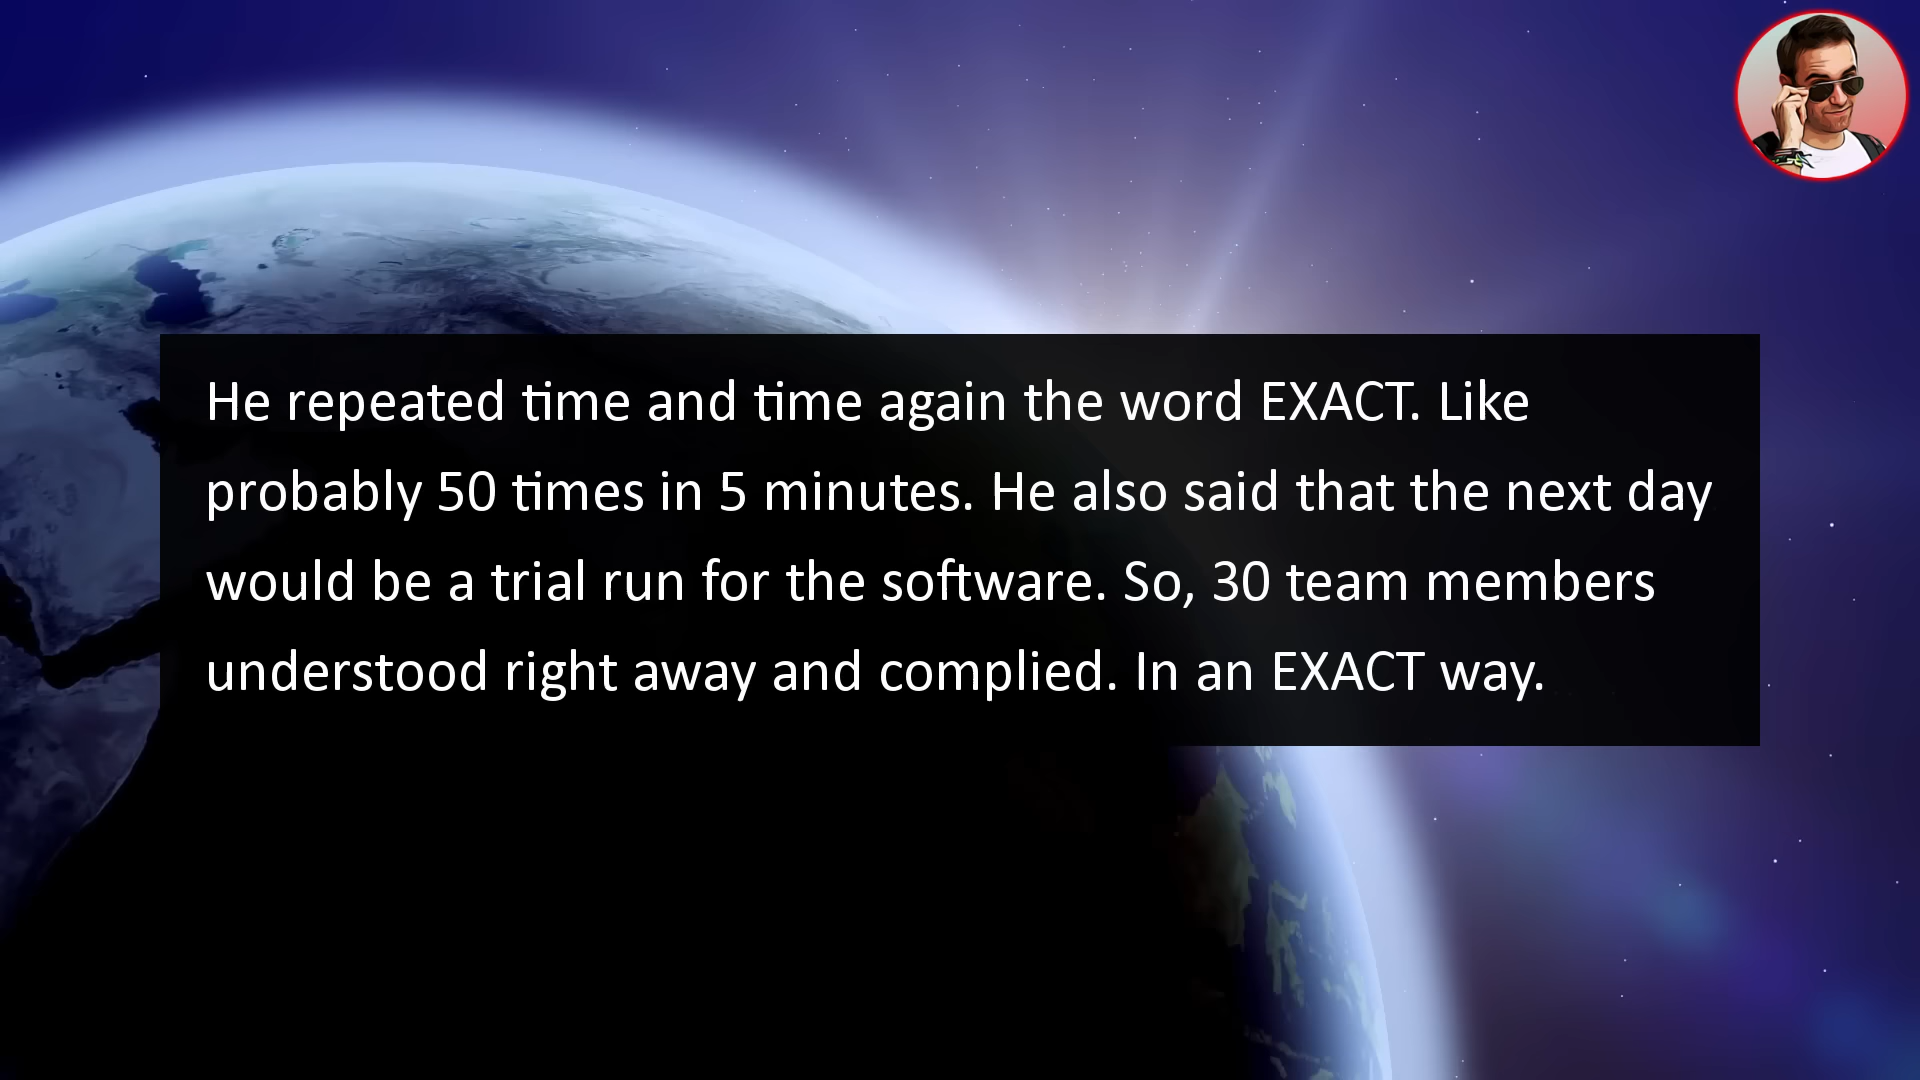 He repeated time and time again the word EXACT. Like
probably 50 times in 5 minutes. He also said that the next day
would be a trial run for the software. So, 30 team members
understood right away and complied. In an EXACT way.